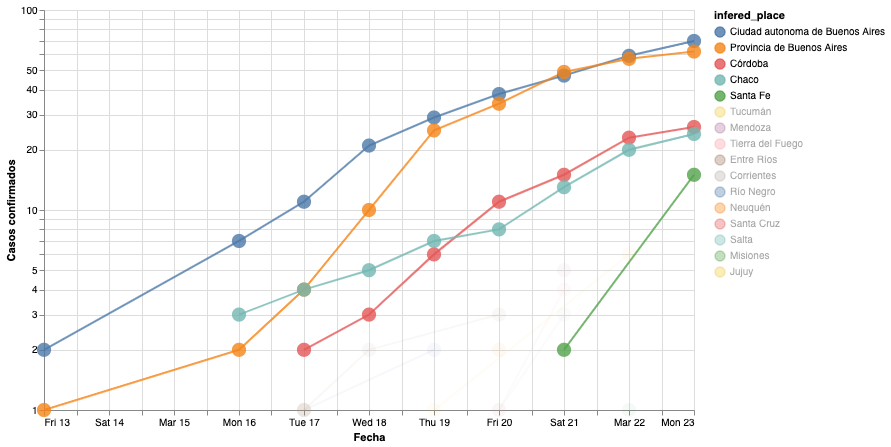 infered_place
Ciudad autonoma de Buenos Aires
Provincia de Buenos Aires
Córdoba
Chaco
Santa Fe
Tucumán
Mendoza
Tierra del Fuego
Entre Ríos
Corrientes
Río Negro
Neuquén
Santa Cruz
Salta
Misiones
Jujuy
Casos confirmados
100
50
40
30
20
10
5
4
3
2
1
Fri 13 Sat 14 Mar 15 Mon 16 Tue 17 Wed 18 Thu 19 Fri 20 Sat 21 Mar 22 Mon 23
Fecha